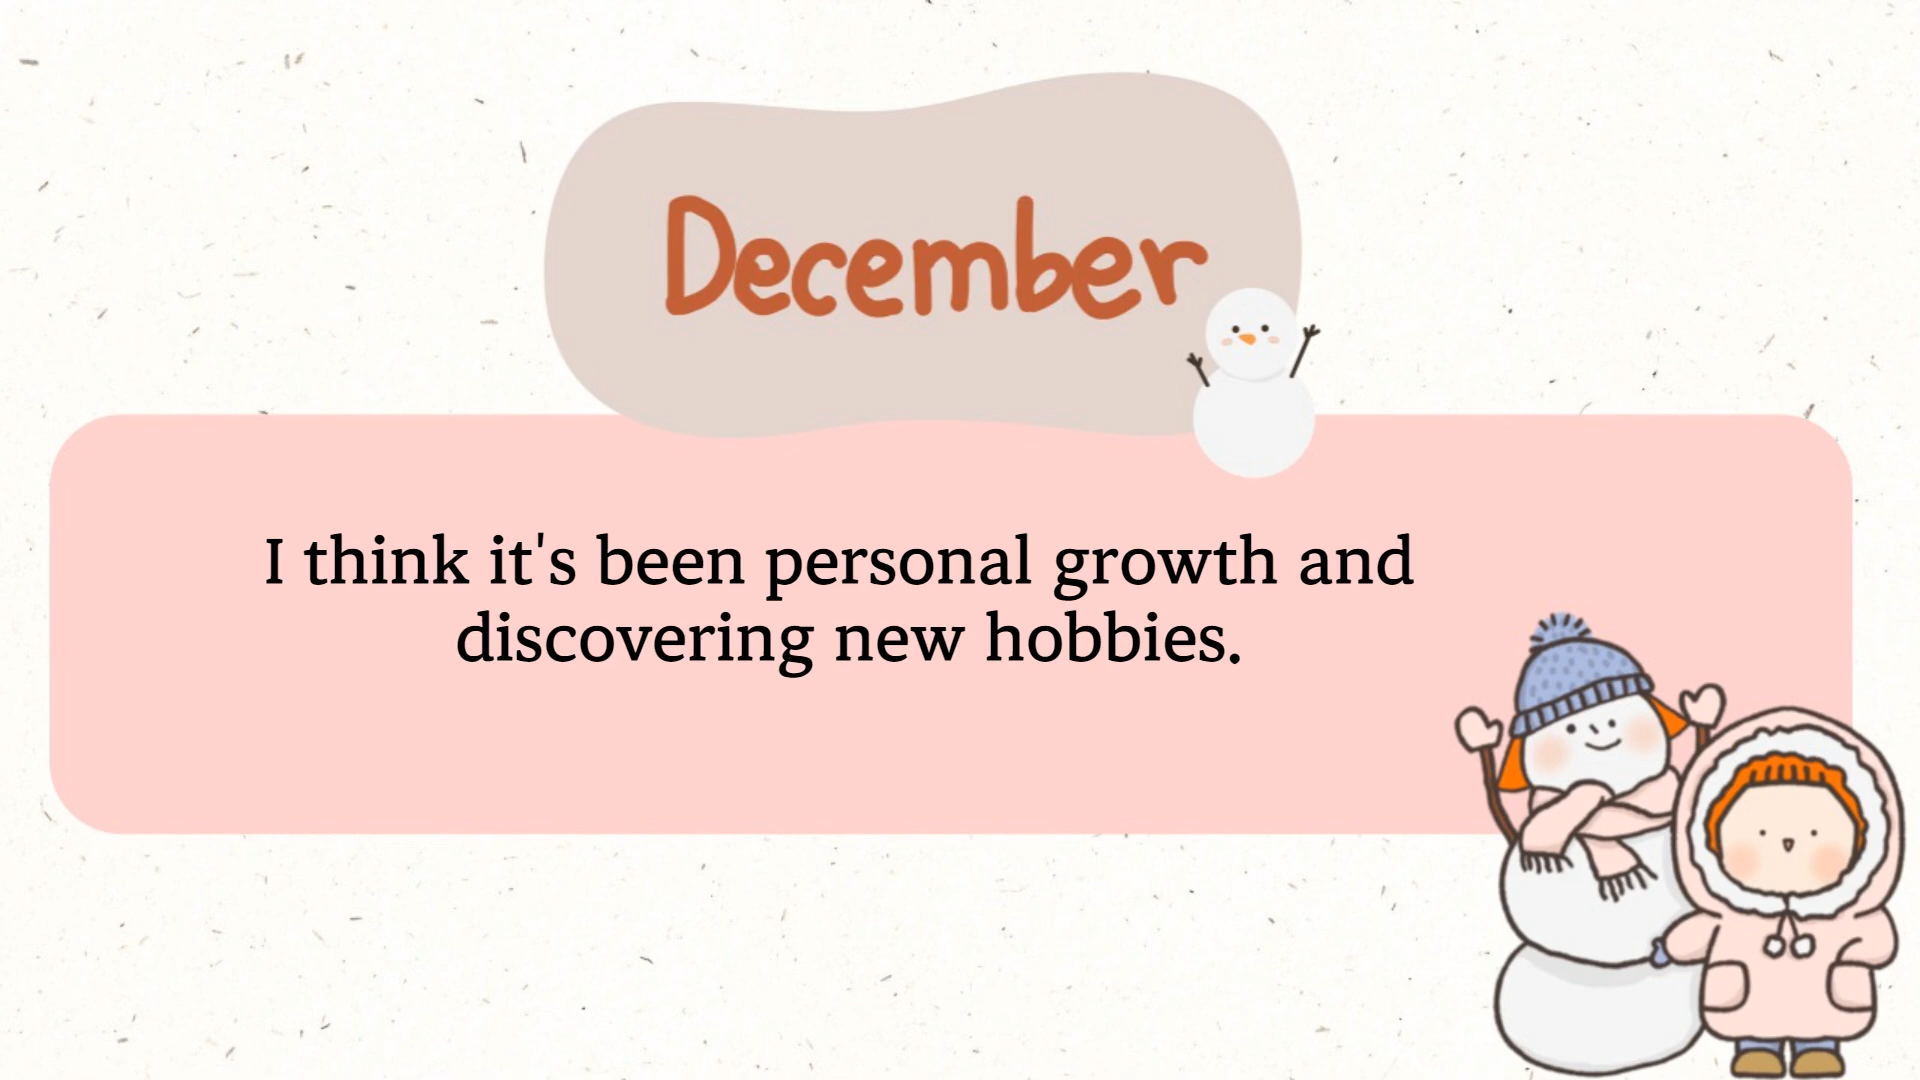 December
I think it's been personal growth and
discovering new hobbies.